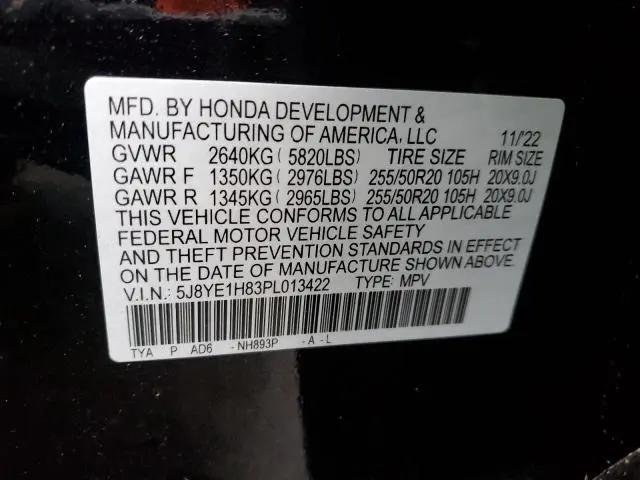 MFD. BY HONDA DEVELOPMENT &
MANUFACTURING OF AMERICA, LLC 11/'22
GVWR 2640KG ( 5820LBS) TIRE SIZE RIM SIZE
GAWR F 1350KG ( 2976LBS) 255/50R20 105H 20X9.0J
GAWR R 1345KG ( 2965LBS) 255/50R20 105H 20X9.0J
THIS VEHICLE CONFORMS TO ALL APPLICABLE
FEDERAL MOTOR VEHICLE SAFETY
AND THEFT PREVENTION STANDARDS IN EFFECT ON
THE DATE OF MANUFACTURE SHOWN ABOVE.
V.I.N.: 5J8YE1H83PL013422 TYPE: MPV
TYA P AD6 -NH893P -A-L